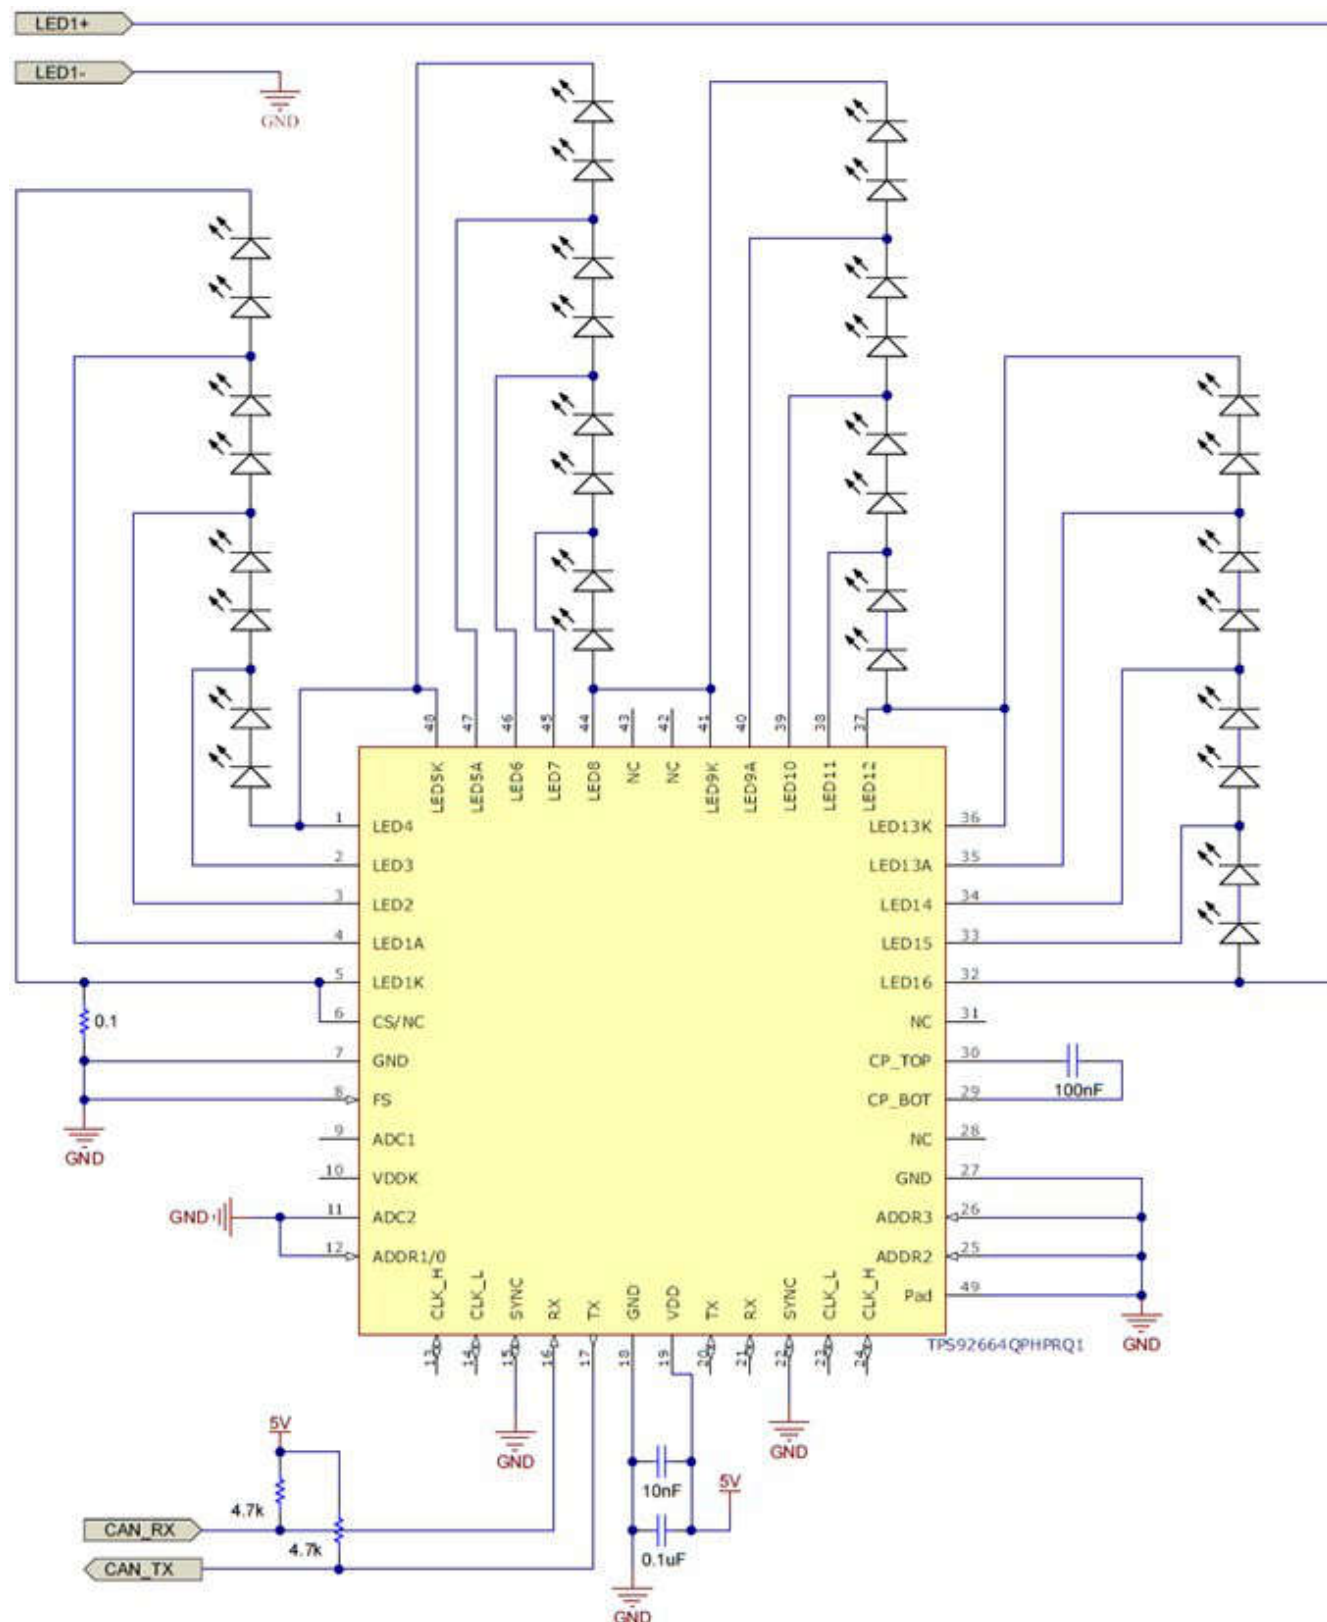 LED1+
LED1-
GND
48
47
46
45
44
43
42
41
40
39
38
37
LED5K
LED5A
LED6
LED7
LED8
NC
NC
LED9K
LED9A
LED10
LED11
LED12
1 LED4
2 LED3
3 LED2
4 LED1A
5 LED1K
6 CS/NC
7 GND
8 FS
9 ADC1
10 VDDK
11 ADC2
12 ADDR1/0
0.1
GND
GND
LED13K 36
LED13A 35
LED14 34
LED15 33
LED16 32
NC 31
CP_TOP 30
CP_BOT 29
NC 28
GND 27
ADDR3 26
ADDR2 25
Pad 49
100nF
GND
CLK_H
CLK_L
SYNC
RX
TX
GND
VDD
TX
RX
SYNC
CLK_L
CLK_H
TPS92664QPHPRQ1
13
14
15
16
17
18
19
20
21
22
23
24
5V
GND
GND
4.7k
4.7k
10nF
5V
0.1uF
CAN_RX
CAN_TX
GND